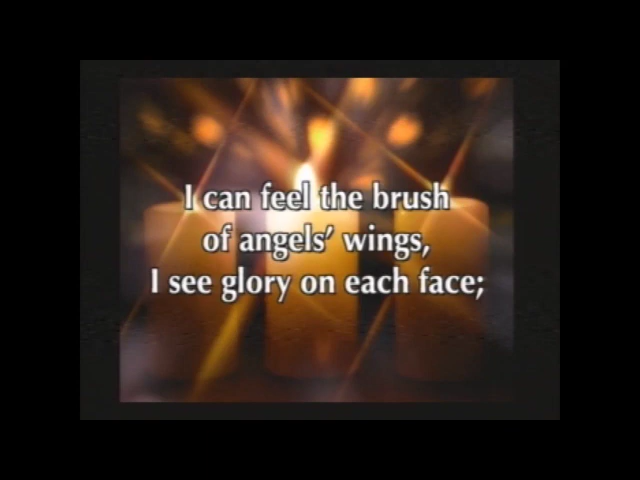 I can feel the brush
of angels’ wings,
I see glory on each face;